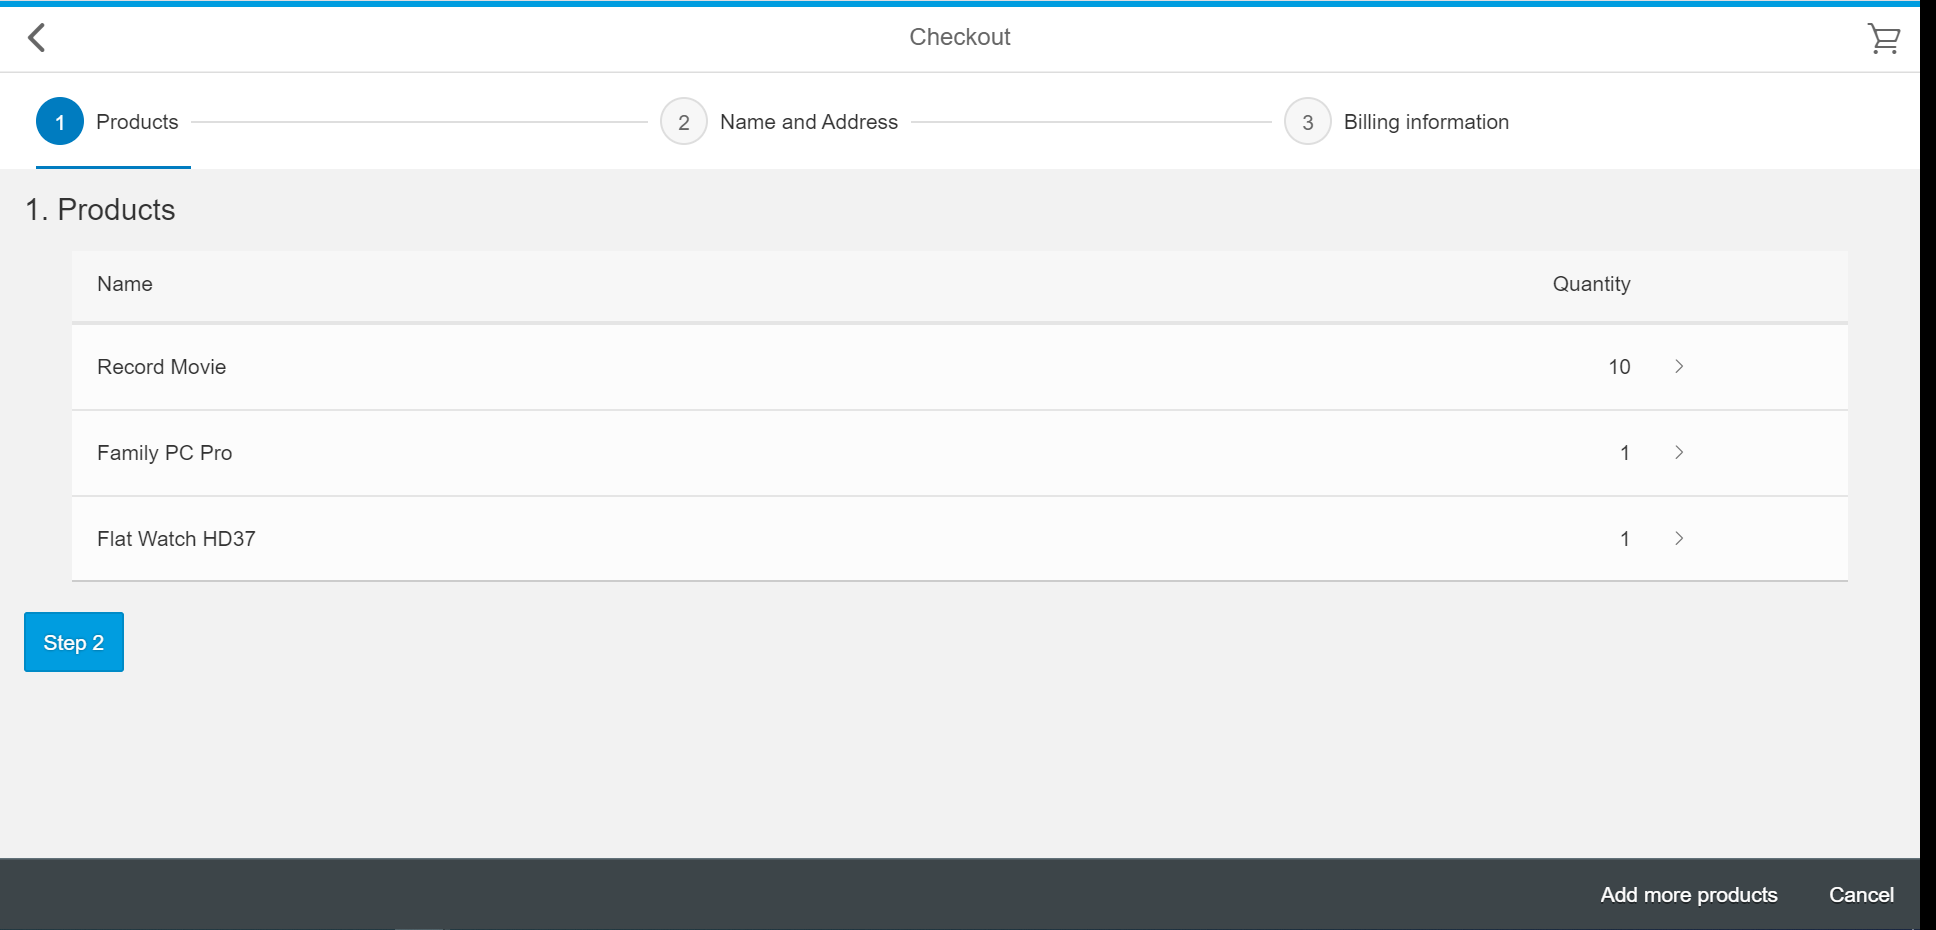 Checkout
1 Products 2 Name and Address 3 Billing information
1. Products
Name Quantity
Record Movie 10
Family PC Pro 1
Flat Watch HD37 1
Step 2
Add more products Cancel